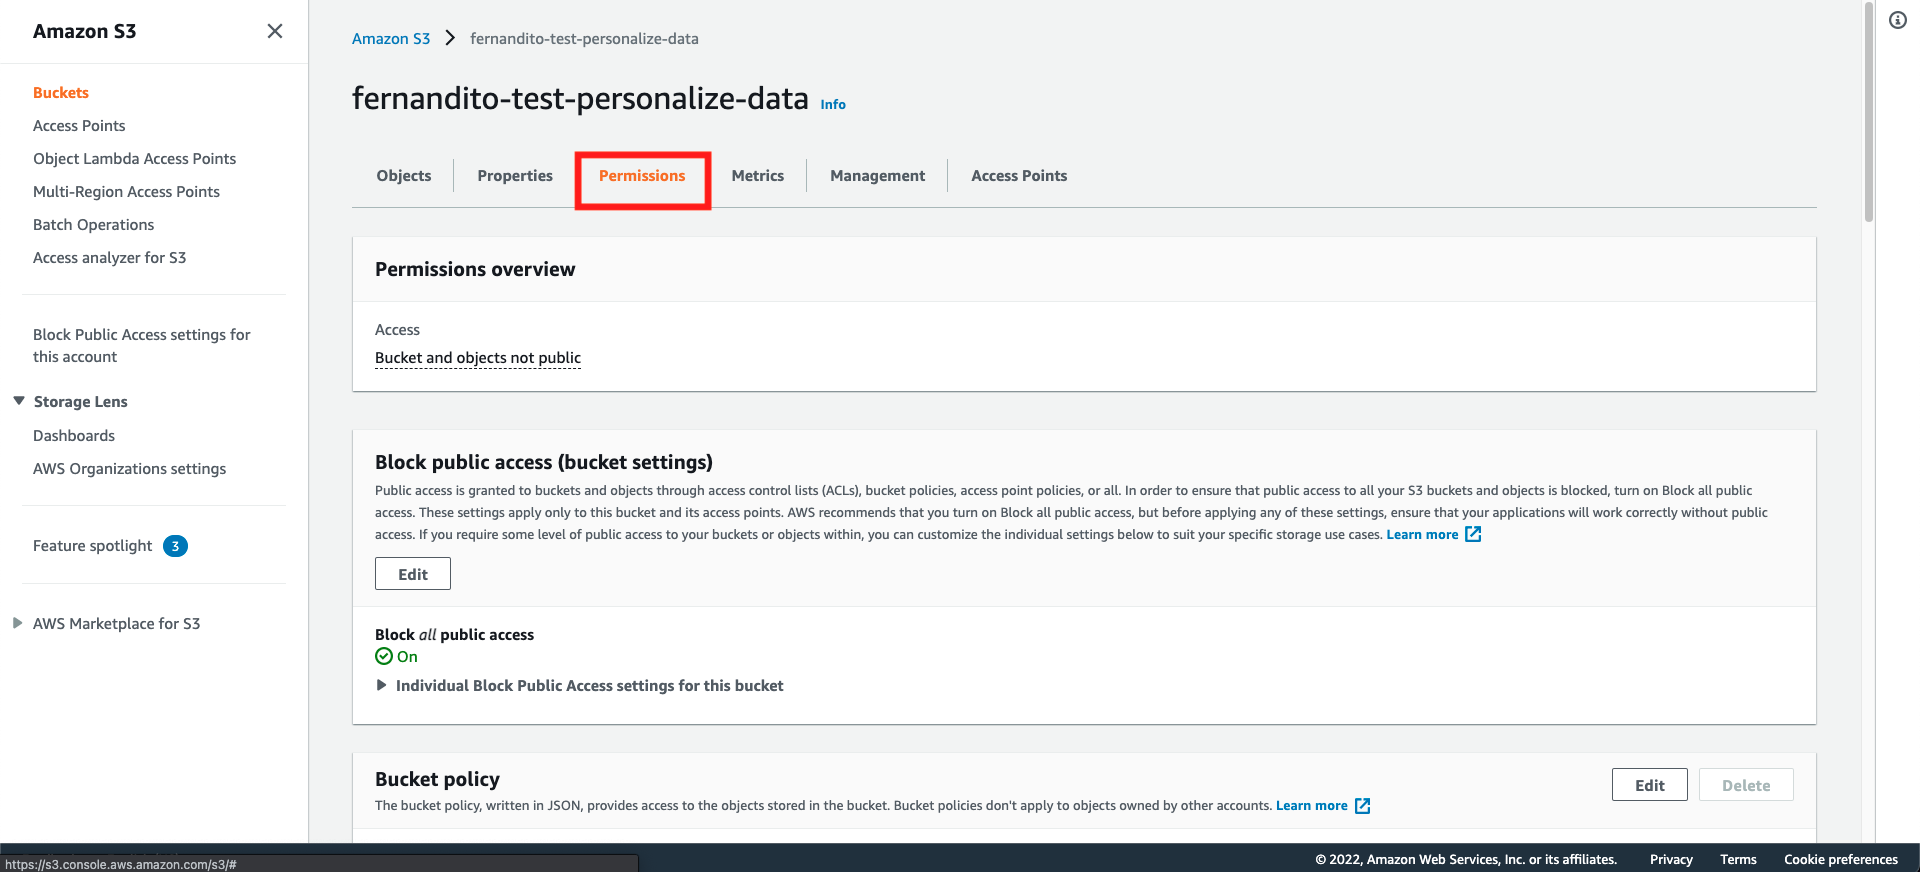 Amazon S3
Buckets
Access Points
Object Lambda Access Points
Multi-Region Access Points
Batch Operations
Access analyzer for S3
Block Public Access settings for
this account
Storage Lens
Dashboards
AWS Organizations settings
Feature spotlight 3
AWS Marketplace for S3
Amazon S3 > fernandito-test-personalize-data
fernandito-test-personalize-data Info
Objects Properties Permissions Metrics Management Access Points
Permissions overview
Access
Bucket and objects not public
Block public access (bucket settings)
Public access is granted to buckets and objects through access control lists (ACLs), bucket policies, access point policies, or all. In order to ensure that public access to all your S3 buckets and objects is blocked, turn on Block all public
access. These settings apply only to this bucket and its access points. AWS recommends that you turn on Block all public access, but before applying any of these settings, ensure that your applications will work correctly without public
access. If you require some level of public access to your buckets or objects within, you can customize the individual settings below to suit your specific storage use cases. Learn more
Edit
Block all public access
On
Individual Block Public Access settings for this bucket
Bucket policy
Edit Delete
The bucket policy, written in JSON, provides access to the objects stored in the bucket. Bucket policies don't apply to objects owned by other accounts. Learn more
https://s3.console.aws.amazon.com/s3/#
© 2022, Amazon Web Services, Inc. or its affiliates. Privacy Terms Cookie preferences